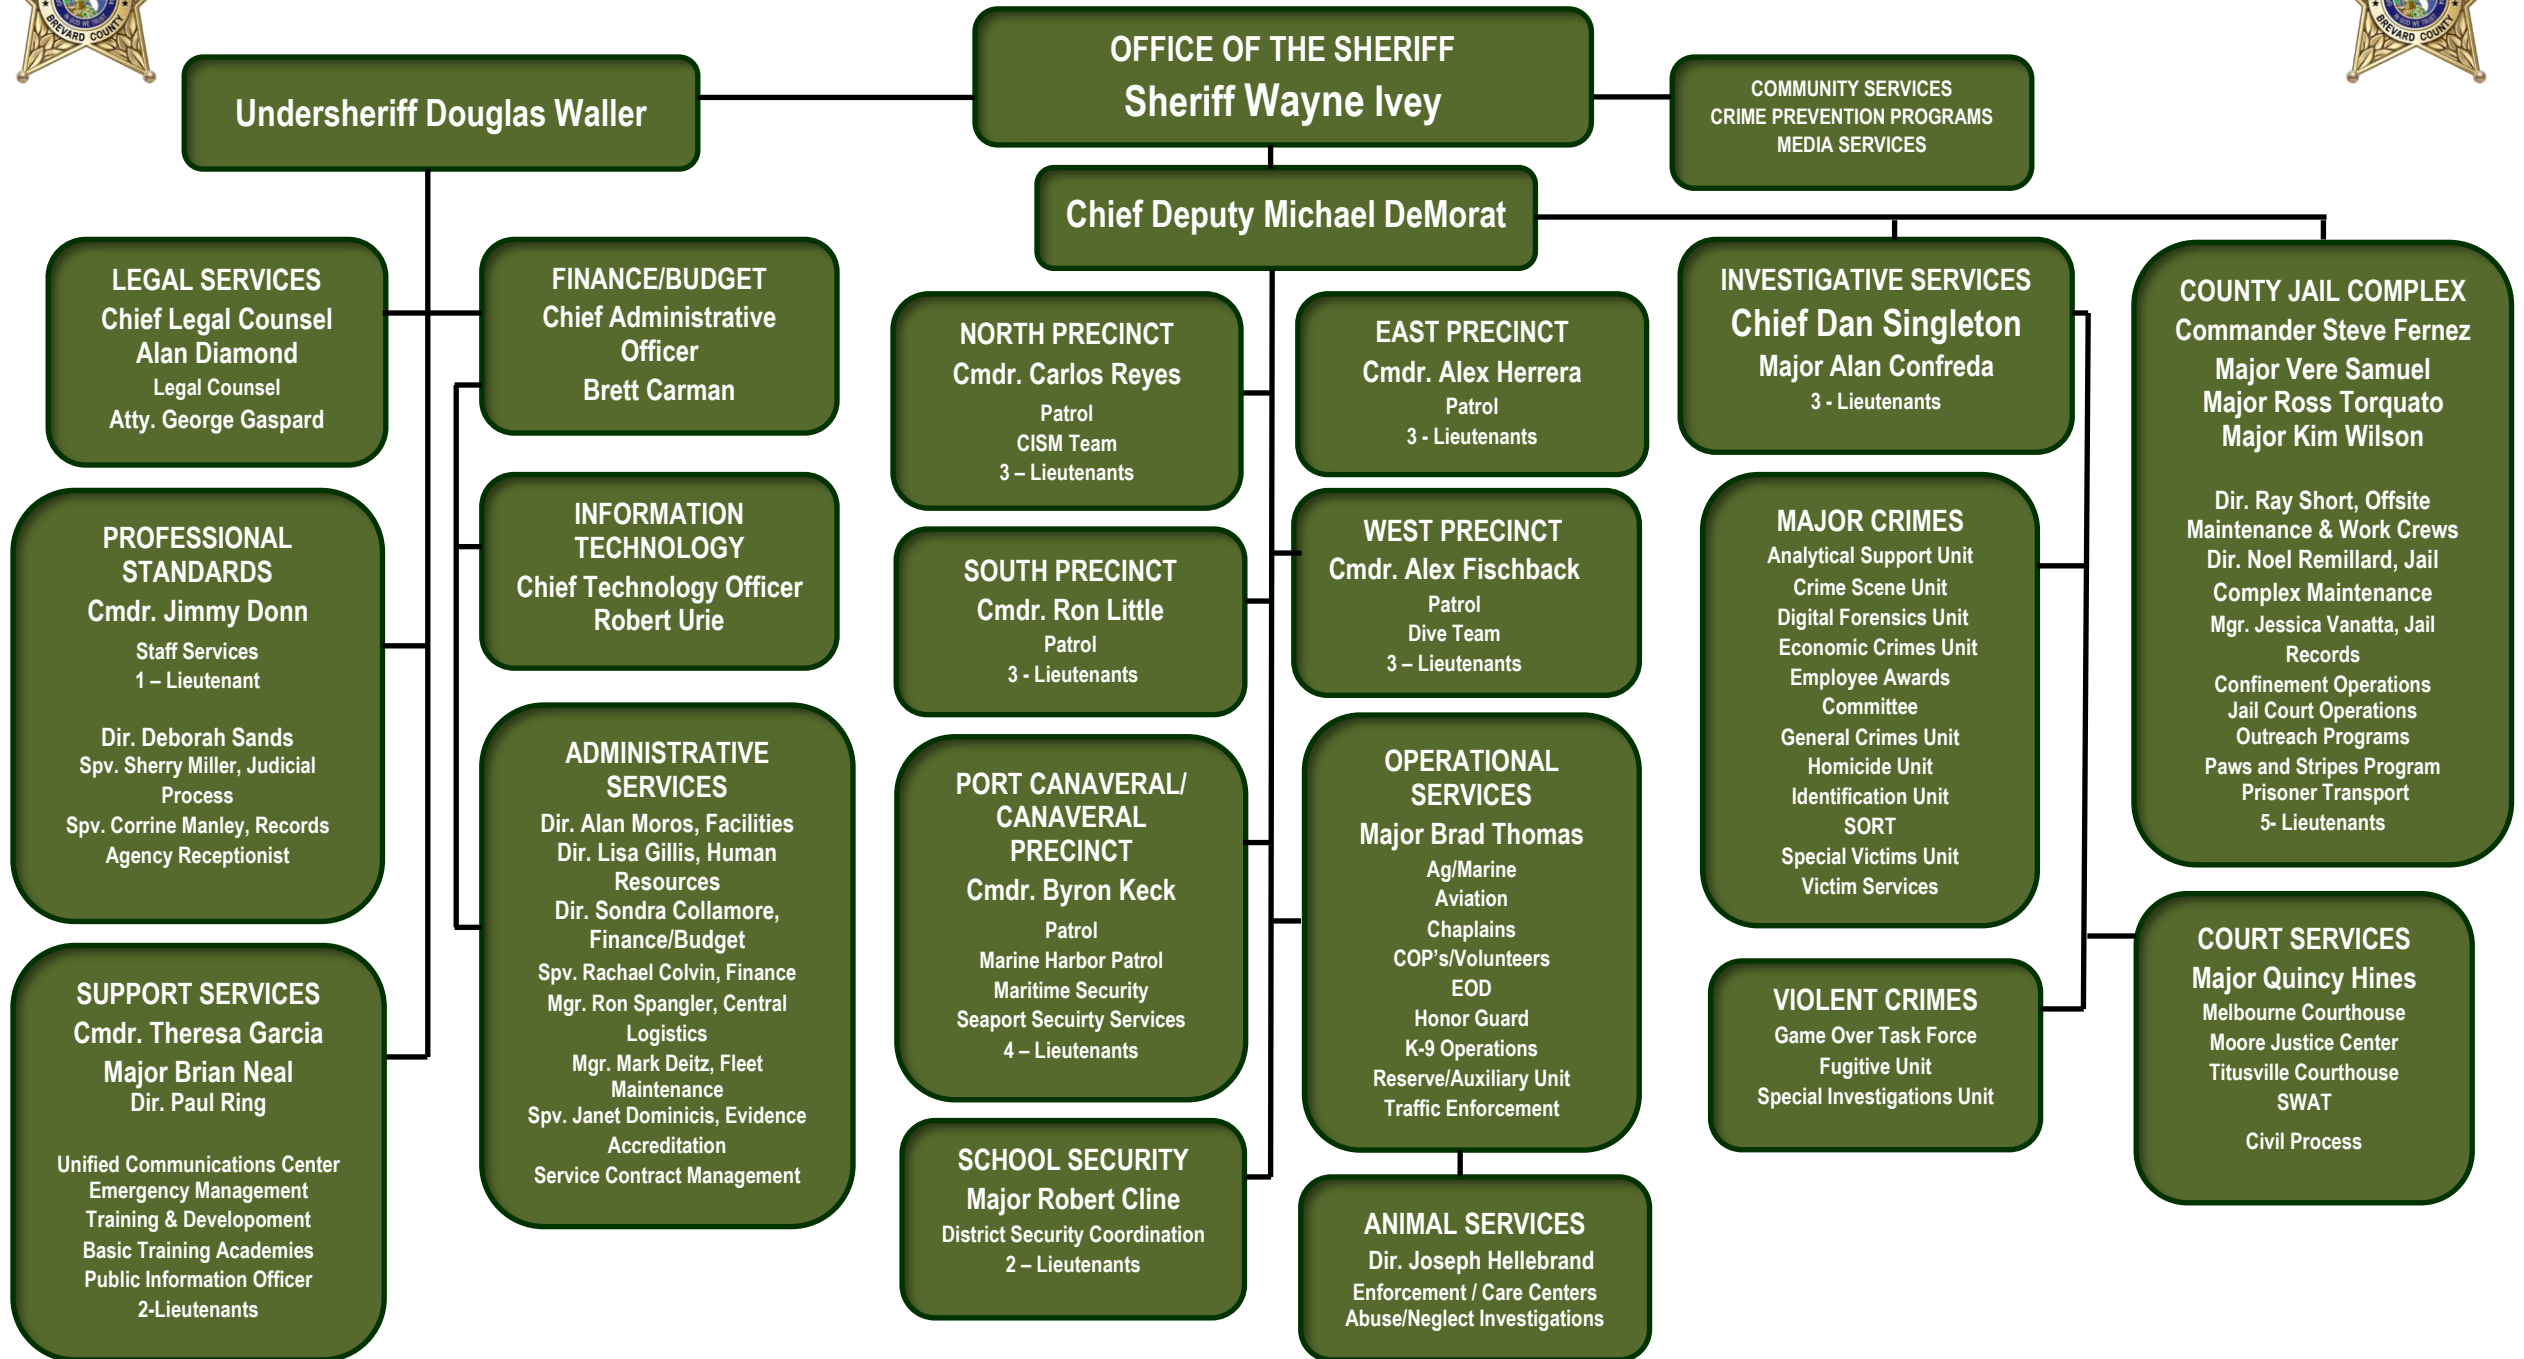 BREVARD COUNTY
IN GOD WE TRUST
BREVARD COUNTY
IN GOD WE TRUST
OFFICE OF THE SHERIFF
Sheriff Wayne Ivey
Undersheriff Douglas Waller
COMMUNITY SERVICES
CRIME PREVENTION PROGRAMS
MEDIA SERVICES
Chief Deputy Michael DeMorat
LEGAL SERVICES
Chief Legal Counsel
Alan Diamond
Legal Counsel
Atty. George Gaspard
FINANCE/BUDGET
Chief Administrative
Officer
Brett Carman
PROFESSIONAL
STANDARDS
Cmdr. Jimmy Donn
Staff Services
1 – Lieutenant
Dir. Deborah Sands
Spv. Sherry Miller, Judicial
Process
Spv. Corrine Manley, Records
Agency Receptionist
INFORMATION
TECHNOLOGY
Chief Technology Officer
Robert Urie
SUPPORT SERVICES
Cmdr. Theresa Garcia
Major Brian Neal
Dir. Paul Ring
Unified Communications Center
Emergency Management
Training & Developoment
Basic Training Academies
Public Information Officer
2-Lieutenants
ADMINISTRATIVE
SERVICES
Dir. Alan Moros, Facilities
Dir. Lisa Gillis, Human
Resources
Dir. Sondra Collamore,
Finance/Budget
Spv. Rachael Colvin, Finance
Mgr. Ron Spangler, Central
Logistics
Mgr. Mark Deitz, Fleet
Maintenance
Spv. Janet Dominicis, Evidence
Accreditation
Service Contract Management
NORTH PRECINCT
Cmdr. Carlos Reyes
Patrol
CISM Team
3 – Lieutenants
EAST PRECINCT
Cmdr. Alex Herrera
Patrol
3 - Lieutenants
SOUTH PRECINCT
Cmdr. Ron Little
Patrol
3 - Lieutenants
WEST PRECINCT
Cmdr. Alex Fischback
Patrol
Dive Team
3 – Lieutenants
PORT CANAVERAL/
CANAVERAL
PRECINCT
Cmdr. Byron Keck
Patrol
Marine Harbor Patrol
Maritime Security
Seaport Secuirty Services
4 – Lieutenants
OPERATIONAL
SERVICES
Major Brad Thomas
Ag/Marine
Aviation
Chaplains
COP’s/Volunteers
EOD
Honor Guard
K-9 Operations
Reserve/Auxiliary Unit
Traffic Enforcement
SCHOOL SECURITY
Major Robert Cline
District Security Coordination
2 – Lieutenants
ANIMAL SERVICES
Dir. Joseph Hellebrand
Enforcement / Care Centers
Abuse/Neglect Investigations
INVESTIGATIVE SERVICES
Chief Dan Singleton
Major Alan Confreda
3 - Lieutenants
MAJOR CRIMES
Analytical Support Unit
Crime Scene Unit
Digital Forensics Unit
Economic Crimes Unit
Employee Awards
Committee
General Crimes Unit
Homicide Unit
Identification Unit
SORT
Special Victims Unit
Victim Services
VIOLENT CRIMES
Game Over Task Force
Fugitive Unit
Special Investigations Unit
COUNTY JAIL COMPLEX
Commander Steve Fernez
Major Vere Samuel
Major Ross Torquato
Major Kim Wilson
Dir. Ray Short, Offsite
Maintenance & Work Crews
Dir. Noel Remillard, Jail
Complex Maintenance
Mgr. Jessica Vanatta, Jail
Records
Confinement Operations
Jail Court Operations
Outreach Programs
Paws and Stripes Program
Prisoner Transport
5- Lieutenants
COURT SERVICES
Major Quincy Hines
Melbourne Courthouse
Moore Justice Center
Titusville Courthouse
SWAT
Civil Process